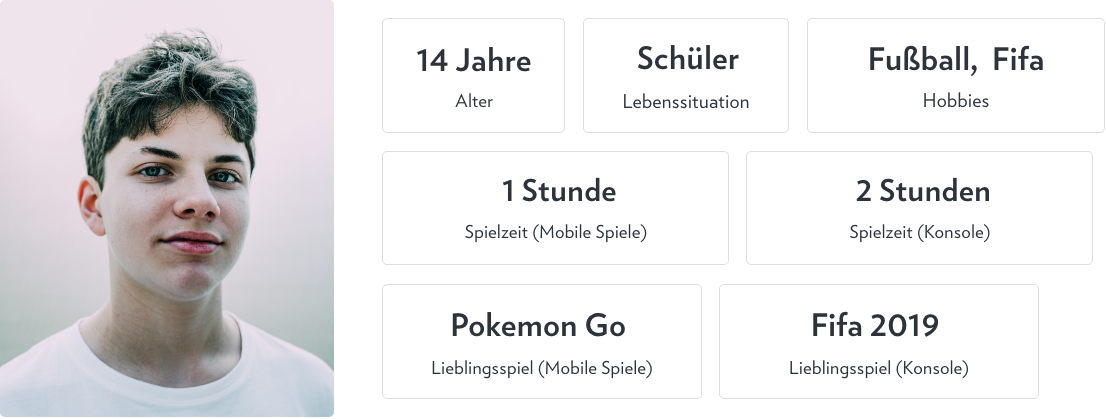 14 Jahre
Alter
Schüler
Lebenssituation
Fußball, Fifa
Hobbies
1 Stunde
Spielzeit (Mobile Spiele)
2 Stunden
Spielzeit (Konsole)
Pokemon Go
Lieblingsspiel (Mobile Spiele)
Fifa 2019
Lieblingsspiel (Konsole)